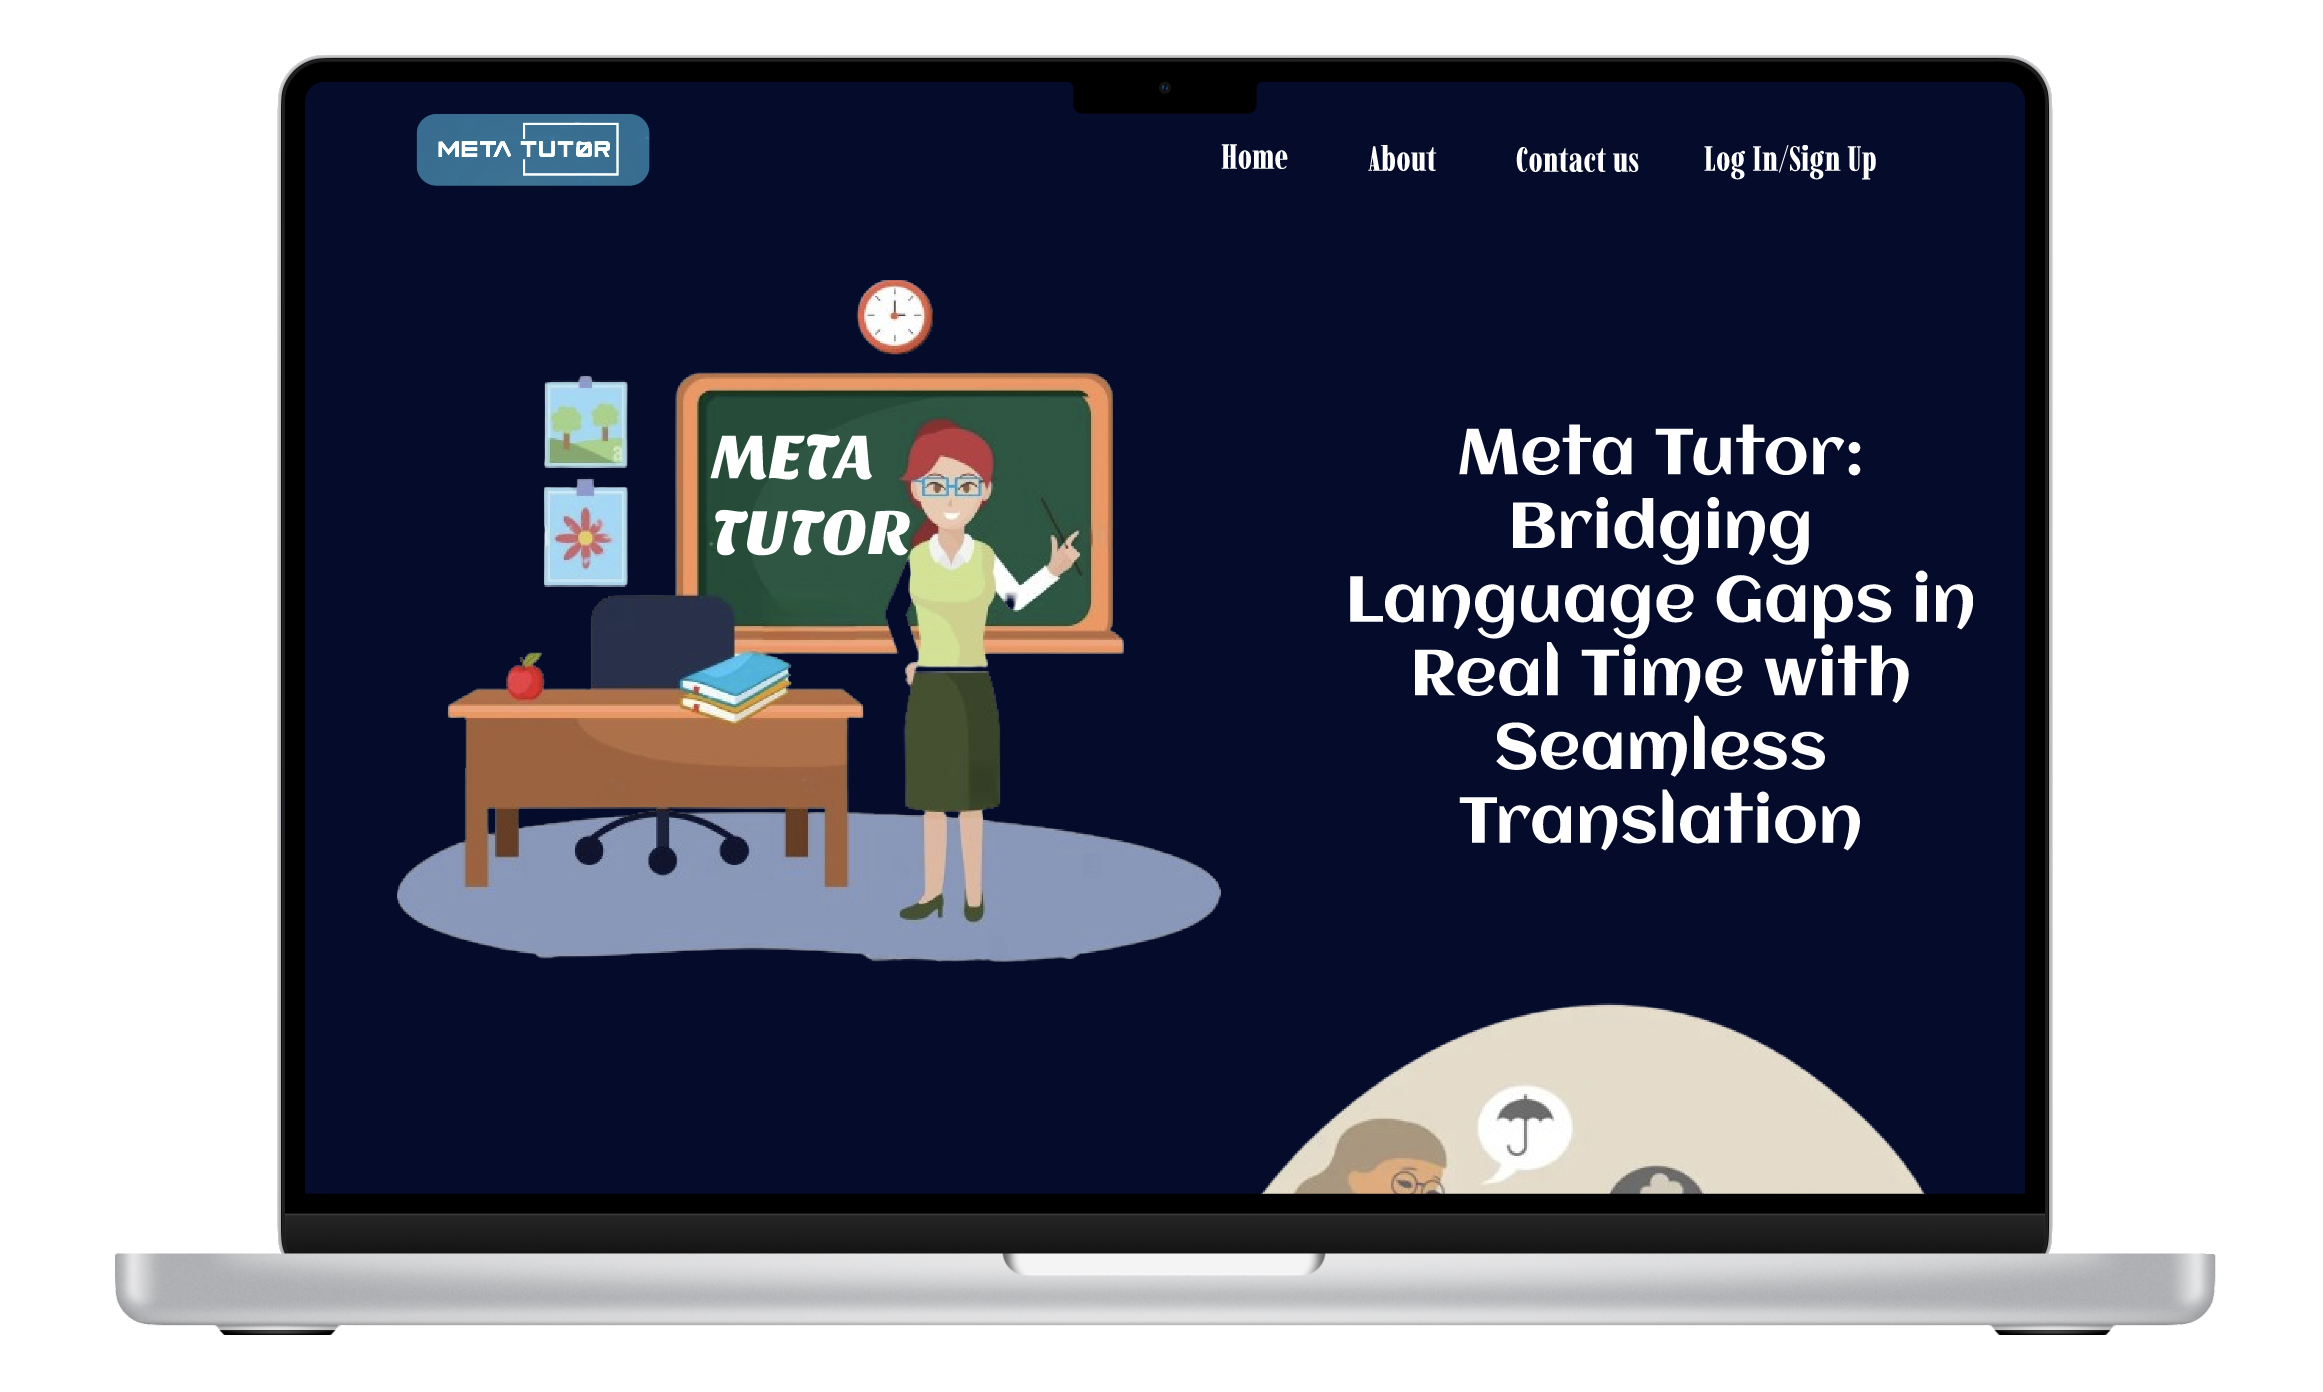 META TUTOR
Home
About
Contact us
Log In/Sign Up
META
TUTOR
a
Meta Tutor:
Bridging
Language Gaps in
Real Time with
Seamless
Translation